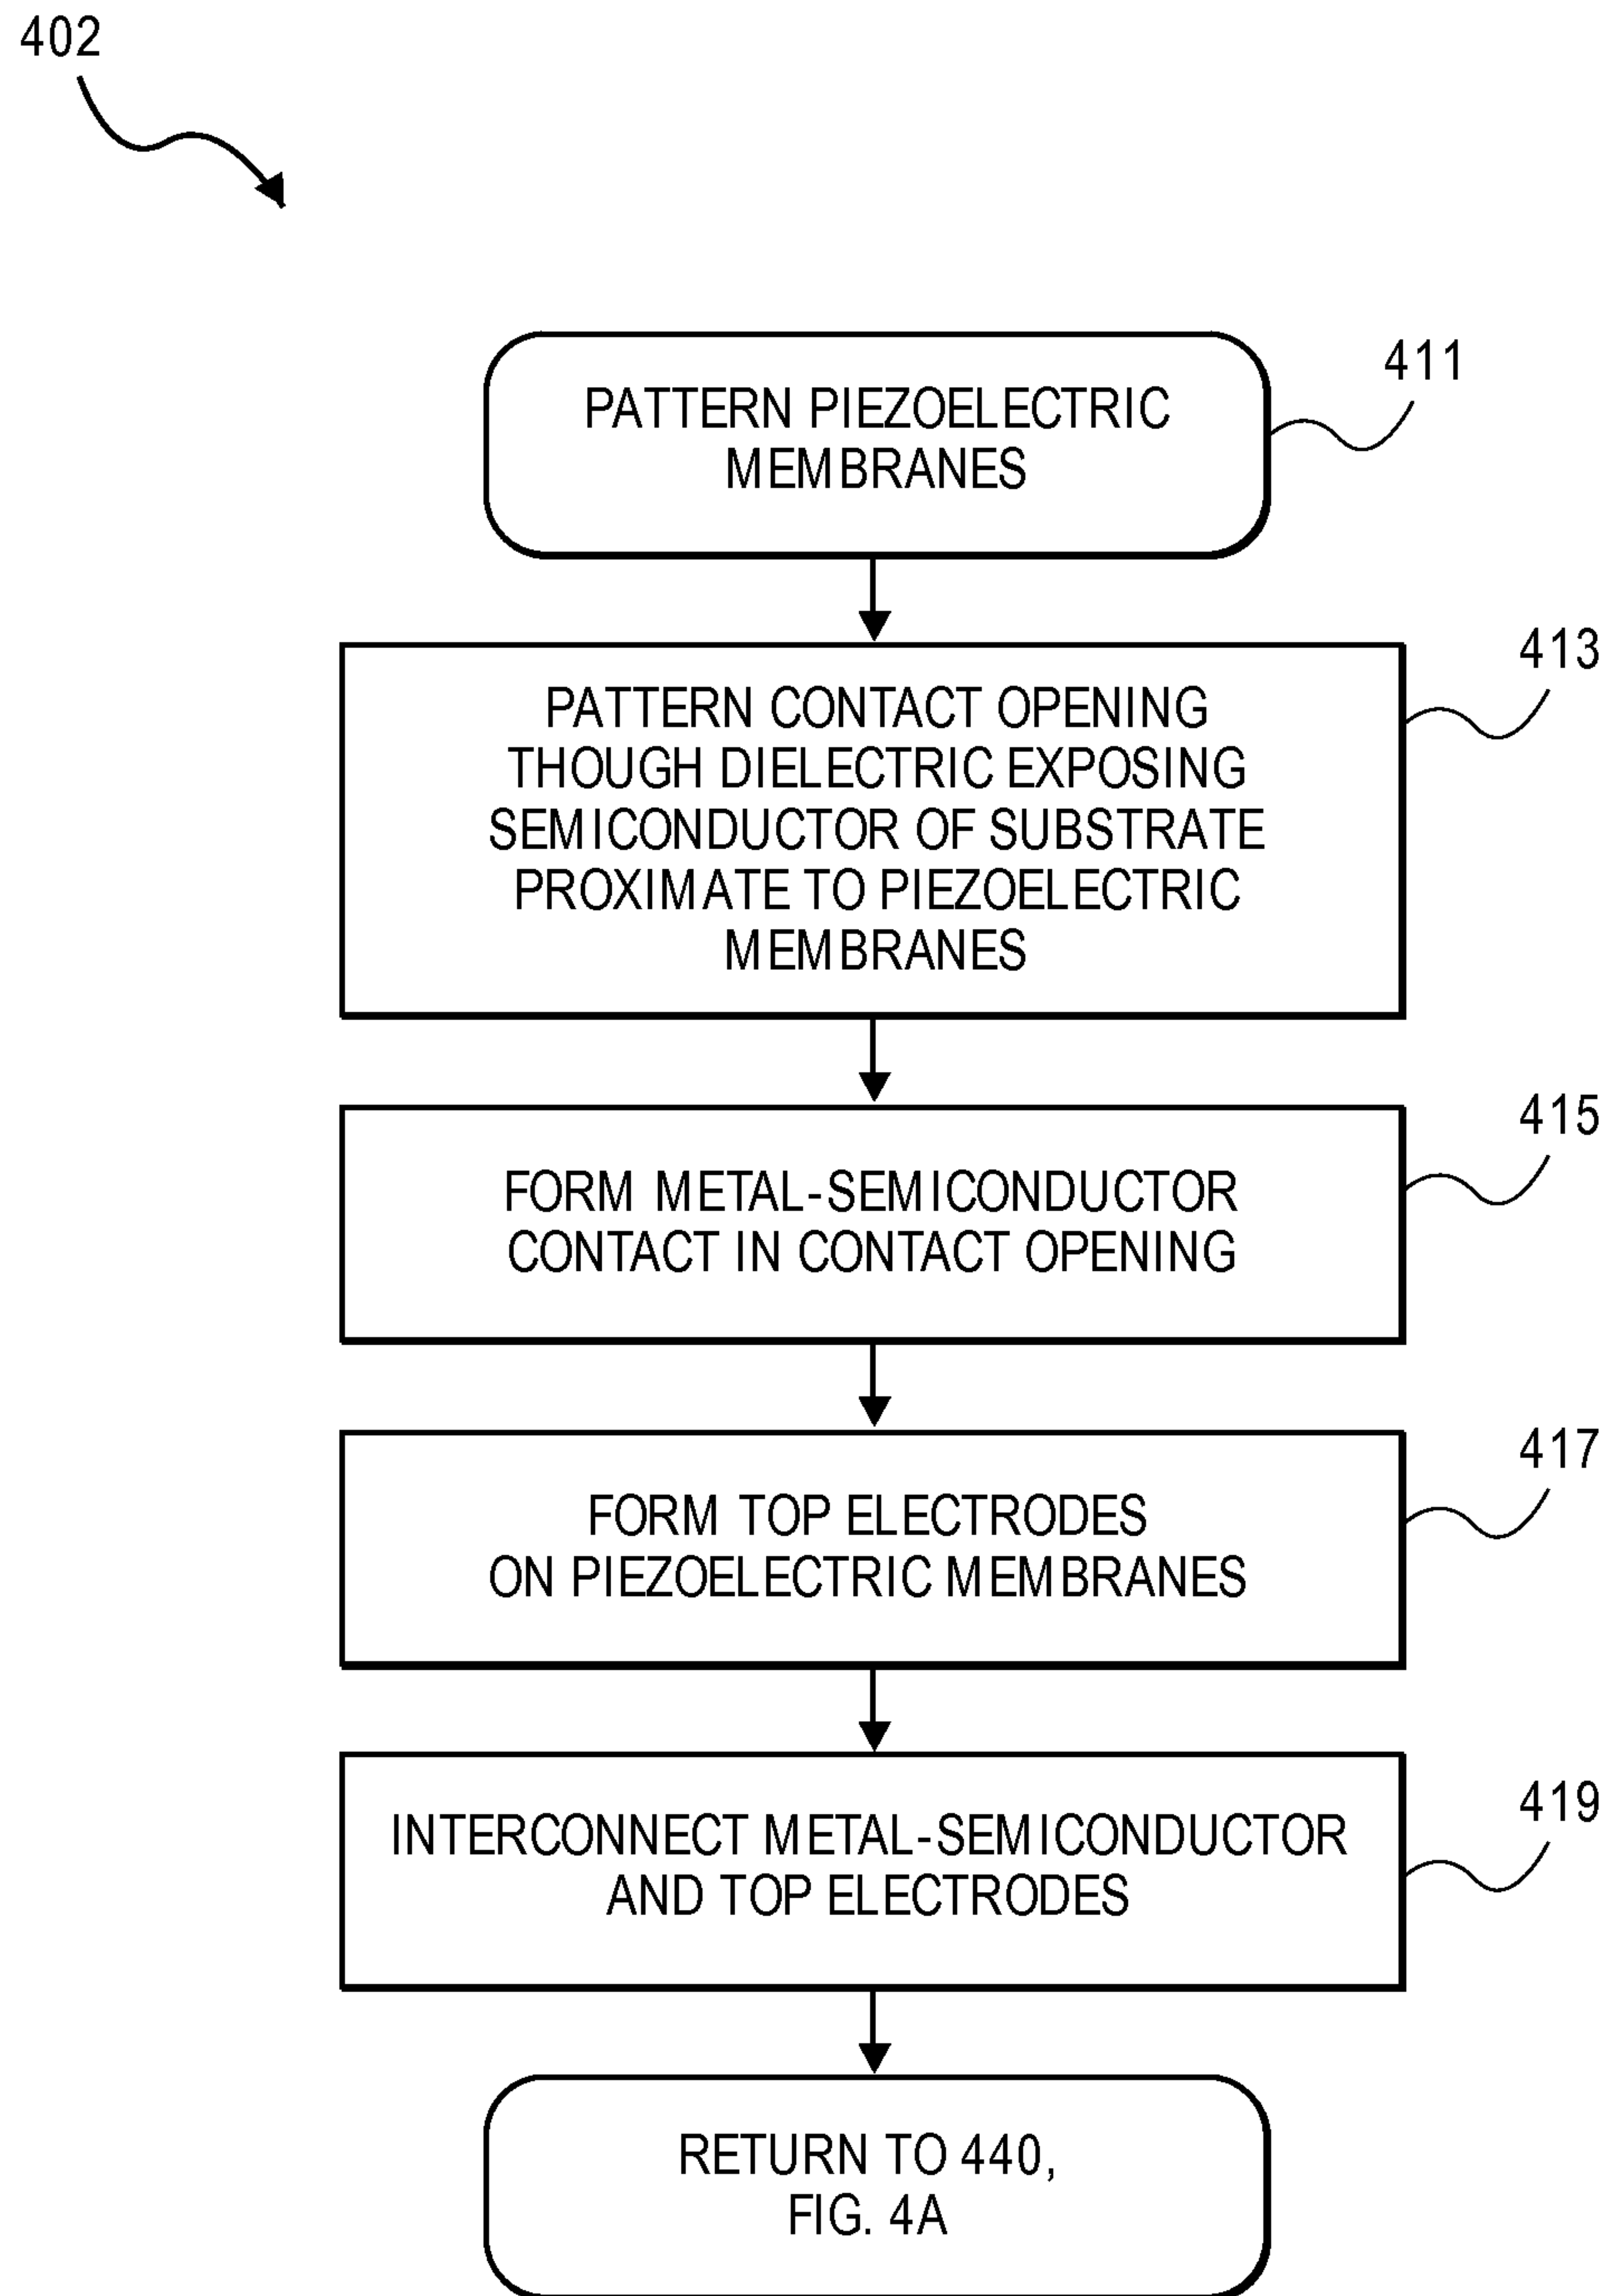 402
PATTERN PIEZOELECTRIC
MEMBRANES
411
PATTERN CONTACT OPENING
THOUGH DIELECTRIC EXPOSING
SEMICONDUCTOR OF SUBSTRATE
PROXIMATE TO PIEZOELECTRIC
MEMBRANES
413
FORM METAL-SEMICONDUCTOR
CONTACT IN CONTACT OPENING
415
FORM TOP ELECTRODES
ON PIEZOELECTRIC MEMBRANES
417
INTERCONNECT METAL-SEMICONDUCTOR
AND TOP ELECTRODES
419
RETURN TO 440,
FIG. 4A